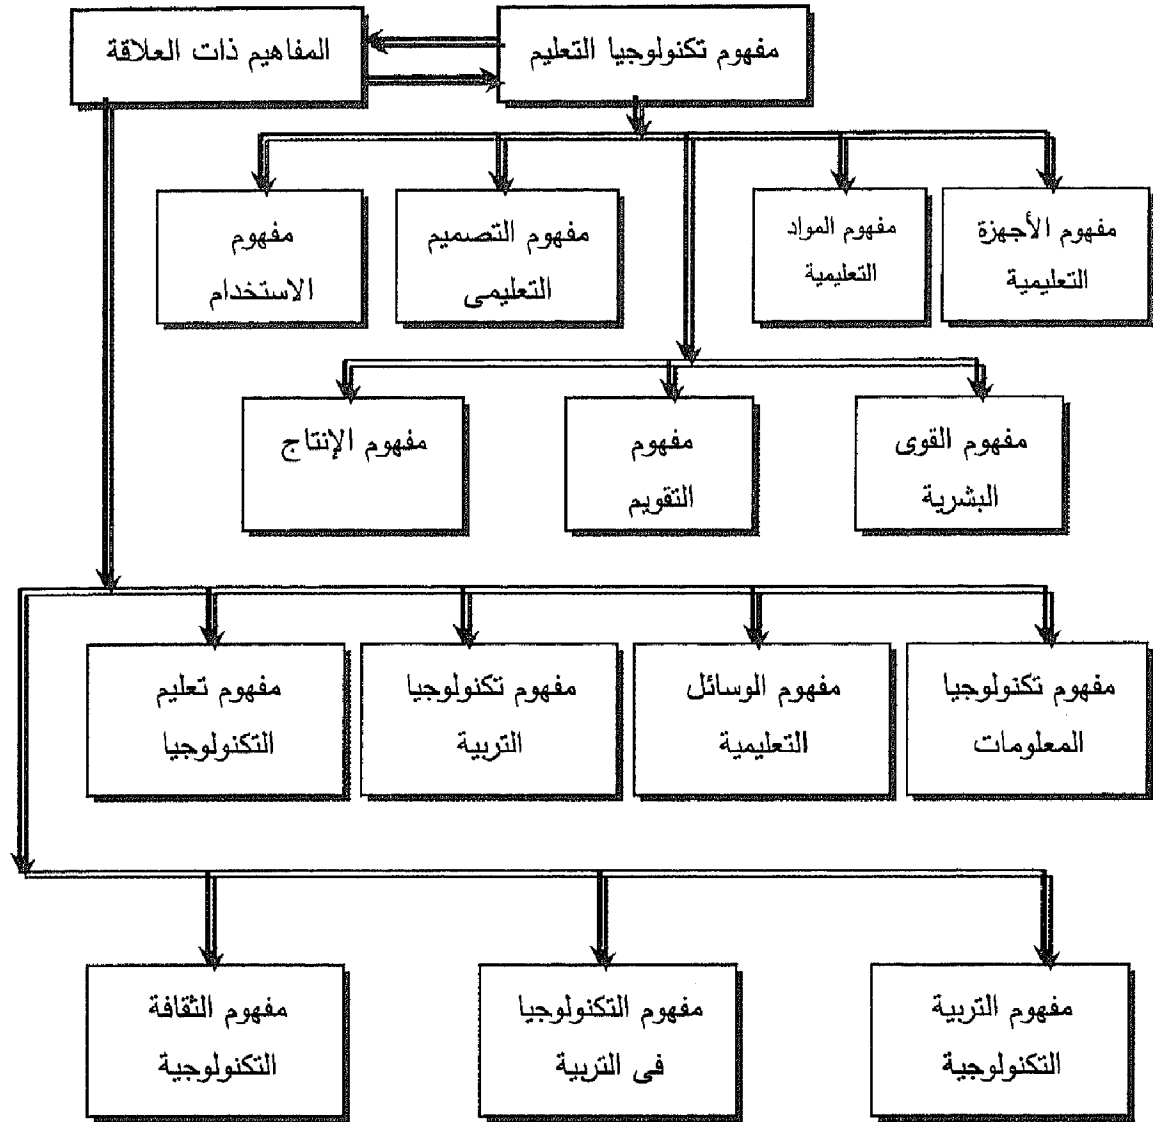 مفهوم تكنولوجيا التعليم
المفاهيم ذات العلاقة
مفهوم الأجهزة
التعليمية
مفهوم المواد
التعليمية
مفهوم التصميم
التعليمى
مفهوم
الاستخدام
مفهوم القوى
البشرية
مفهوم
التقويم
مفهوم الإنتاج
مفهوم تكنولوجيا
المعلومات
مفهوم الوسائل
التعليمية
مفهوم تكنولوجيا
التربية
مفهوم تعليم
التكنولوجيا
مفهوم التربية
التكنولوجية
مفهوم التكنولوجيا
فى التربية
مفهوم الثقافة
التكنولوجية